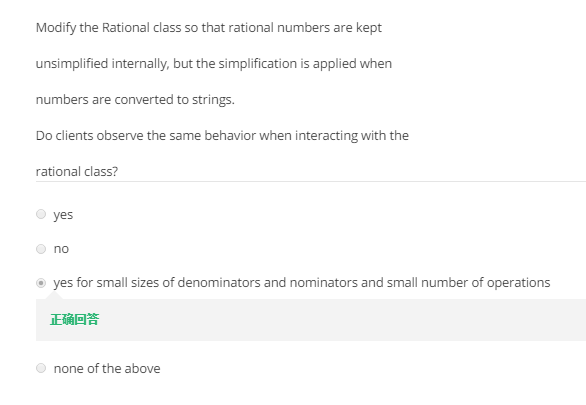 Modify the Rational class so that rational numbers are kept
unsimplified internally, but the simplification is applied when
numbers are converted to strings.
Do clients observe the same behavior when interacting with the
rational class?
yes
no
yes for small sizes of denominators and nominators and small number of operations
正确回答
none of the above